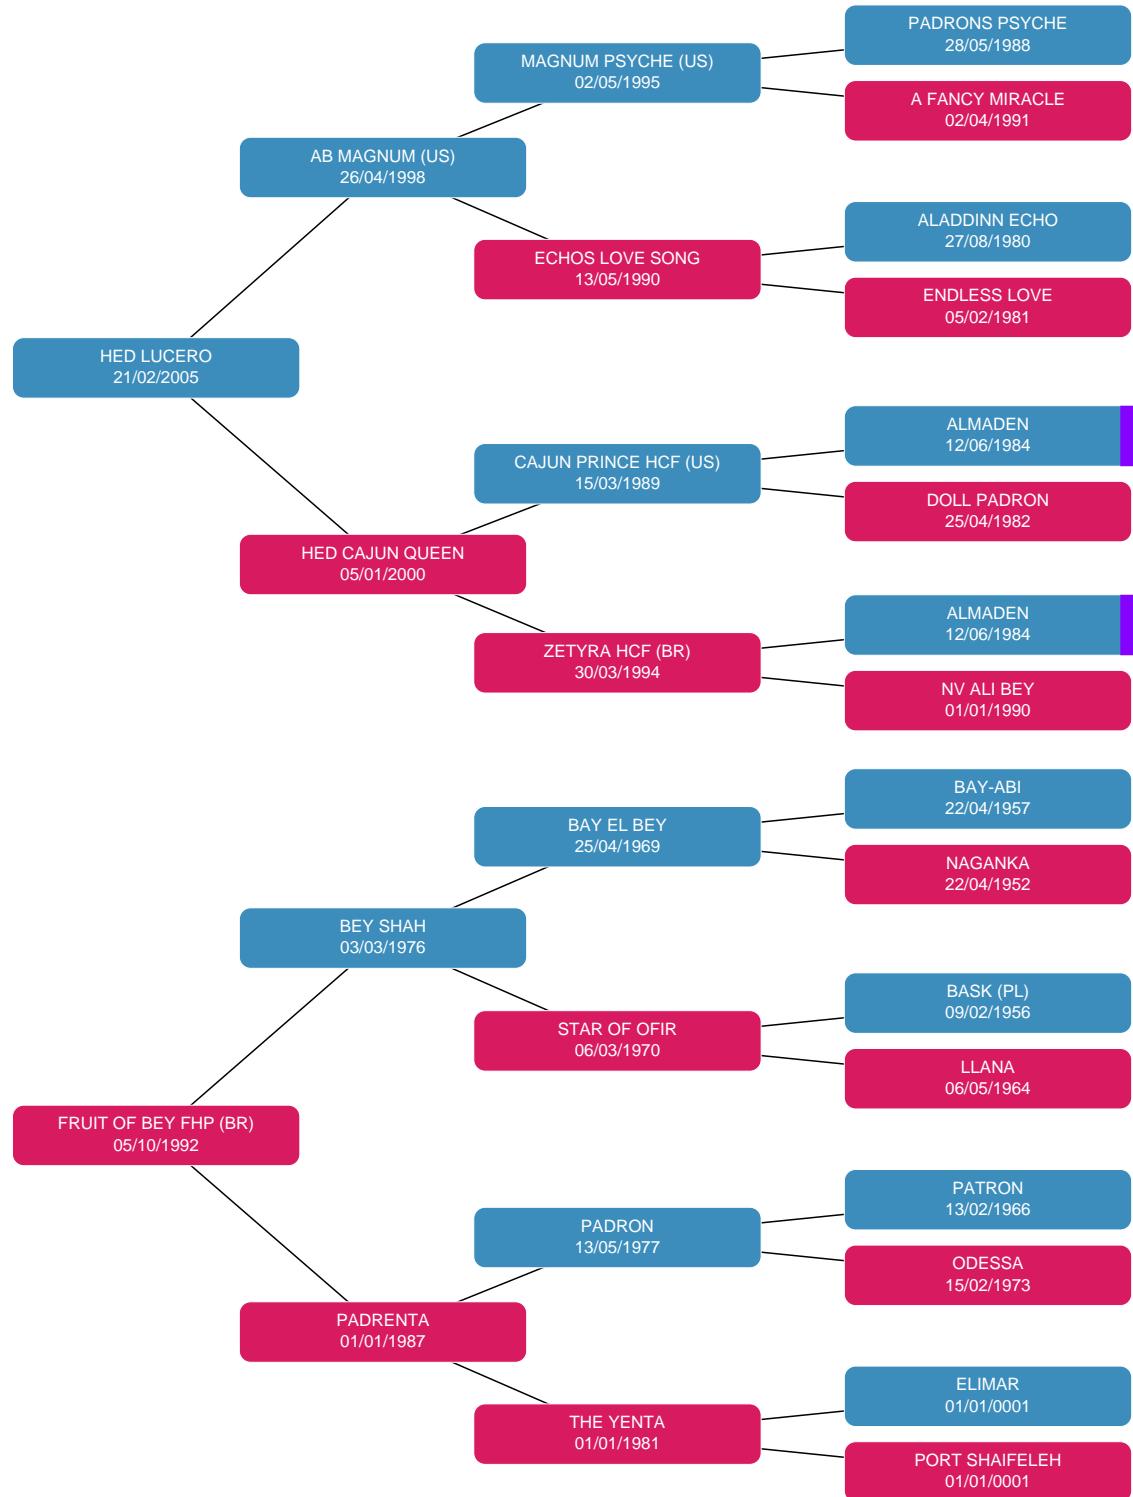 PADRONS PSYCHE
28/05/1988
MAGNUM PSYCHE (US)
02/05/1995
A FANCY MIRACLE
02/04/1991
AB MAGNUM (US)
26/04/1998
ALADDINN ECHO
27/08/1980
ECHOS LOVE SONG
13/05/1990
ENDLESS LOVE
05/02/1981
HED LUCERO
21/02/2005
ALMADEN
12/06/1984
CAJUN PRINCE HCF (US)
15/03/1989
DOLL PADRON
25/04/1982
HED CAJUN QUEEN
05/01/2000
ALMADEN
12/06/1984
ZETYRA HCF (BR)
30/03/1994
NV ALI BEY
01/01/1990
BAY-ABI
22/04/1957
BAY EL BEY
25/04/1969
NAGANKA
22/04/1952
BEY SHAH
03/03/1976
BASK (PL)
09/02/1956
STAR OF OFIR
06/03/1970
LLANA
06/05/1964
FRUIT OF BEY FHP (BR)
05/10/1992
PATRON
13/02/1966
PADRON
13/05/1977
ODESSA
15/02/1973
PADRENTA
01/01/1987
ELIMAR
01/01/0001
THE YENTA
01/01/1981
PORT SHAIFELEH
01/01/0001